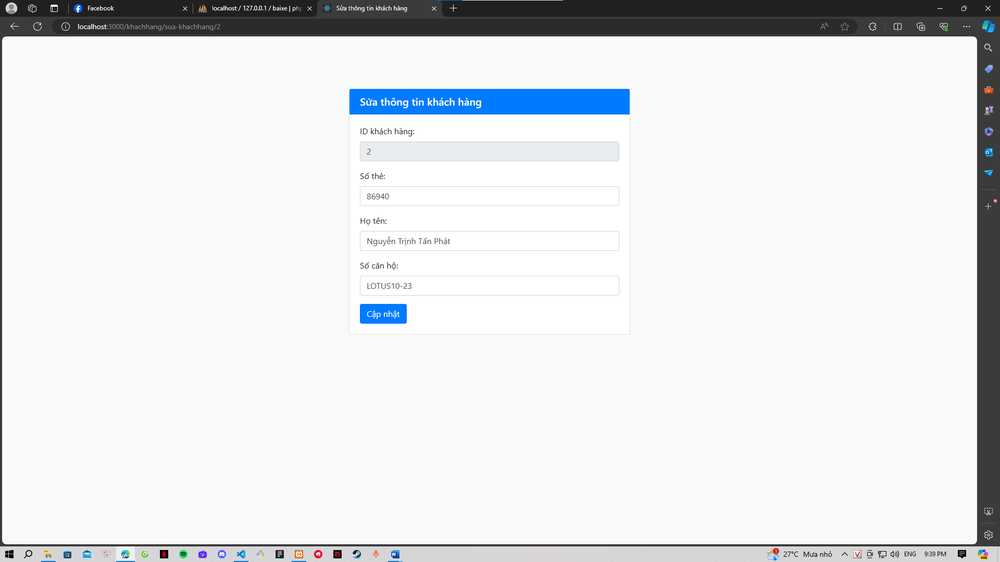 Facebook
localhost / 127.0.0.1 / baixe | php
Sửa thông tin khách hàng
localhost:3000/khachhang/sua-khachhang/2
Sửa thông tin khách hàng
ID khách hàng:
2
Số thẻ:
86940
Họ tên:
Nguyễn Trịnh Tấn Phát
Số căn hộ:
LOTUS10-23
Cập nhật
1
27°C Mưa nhỏ
ENG
9:39 PM
PRE